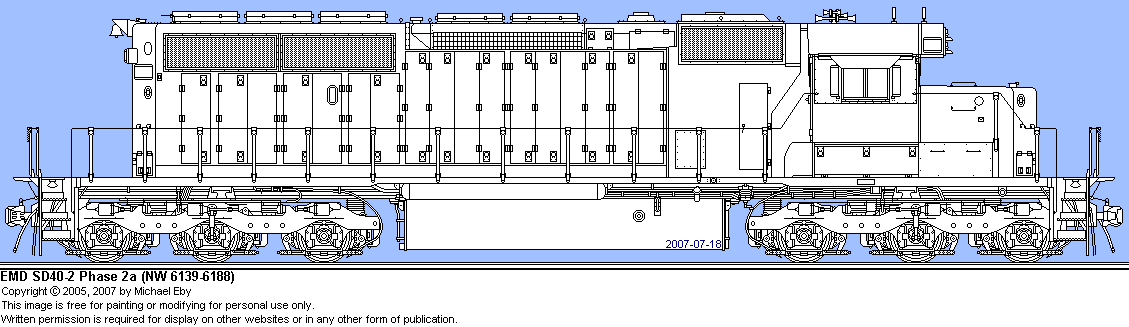 2007-07-18
EMD SD40-2 Phase 2a (NW 6139-6188)
Copyright © 2005, 2007 by Michael Eby
This image is free for painting or modifying for personal use only.
Written permission is required for display on other websites or in any other form of publication.